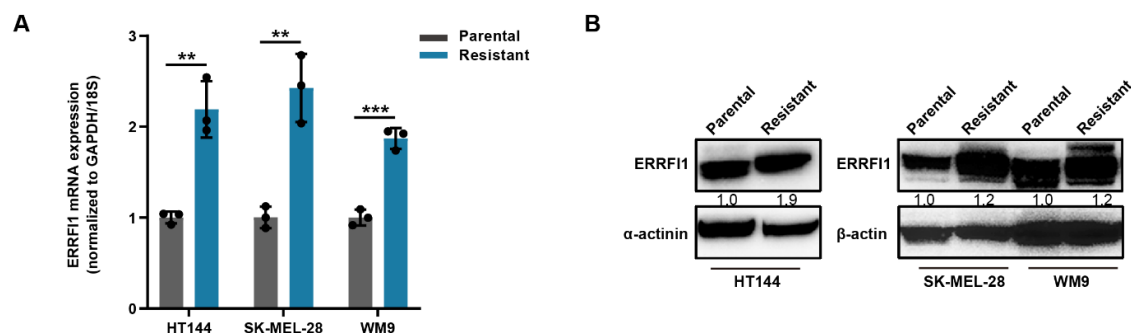 A
ERRFI1 mRNA expression
(normalized to GAPDH/18S)
3
2
1
0
**
**
***
Parental
Resistant
HT144
SK-MEL-28
WM9
B
Parental
Resistant
ERRFI1
1.0
1.9
α-actinin
HT144
Parental
Resistant
Parental
Resistant
ERRFI1
1.0
1.2
1.0
1.2
β-actin
SK-MEL-28
WM9